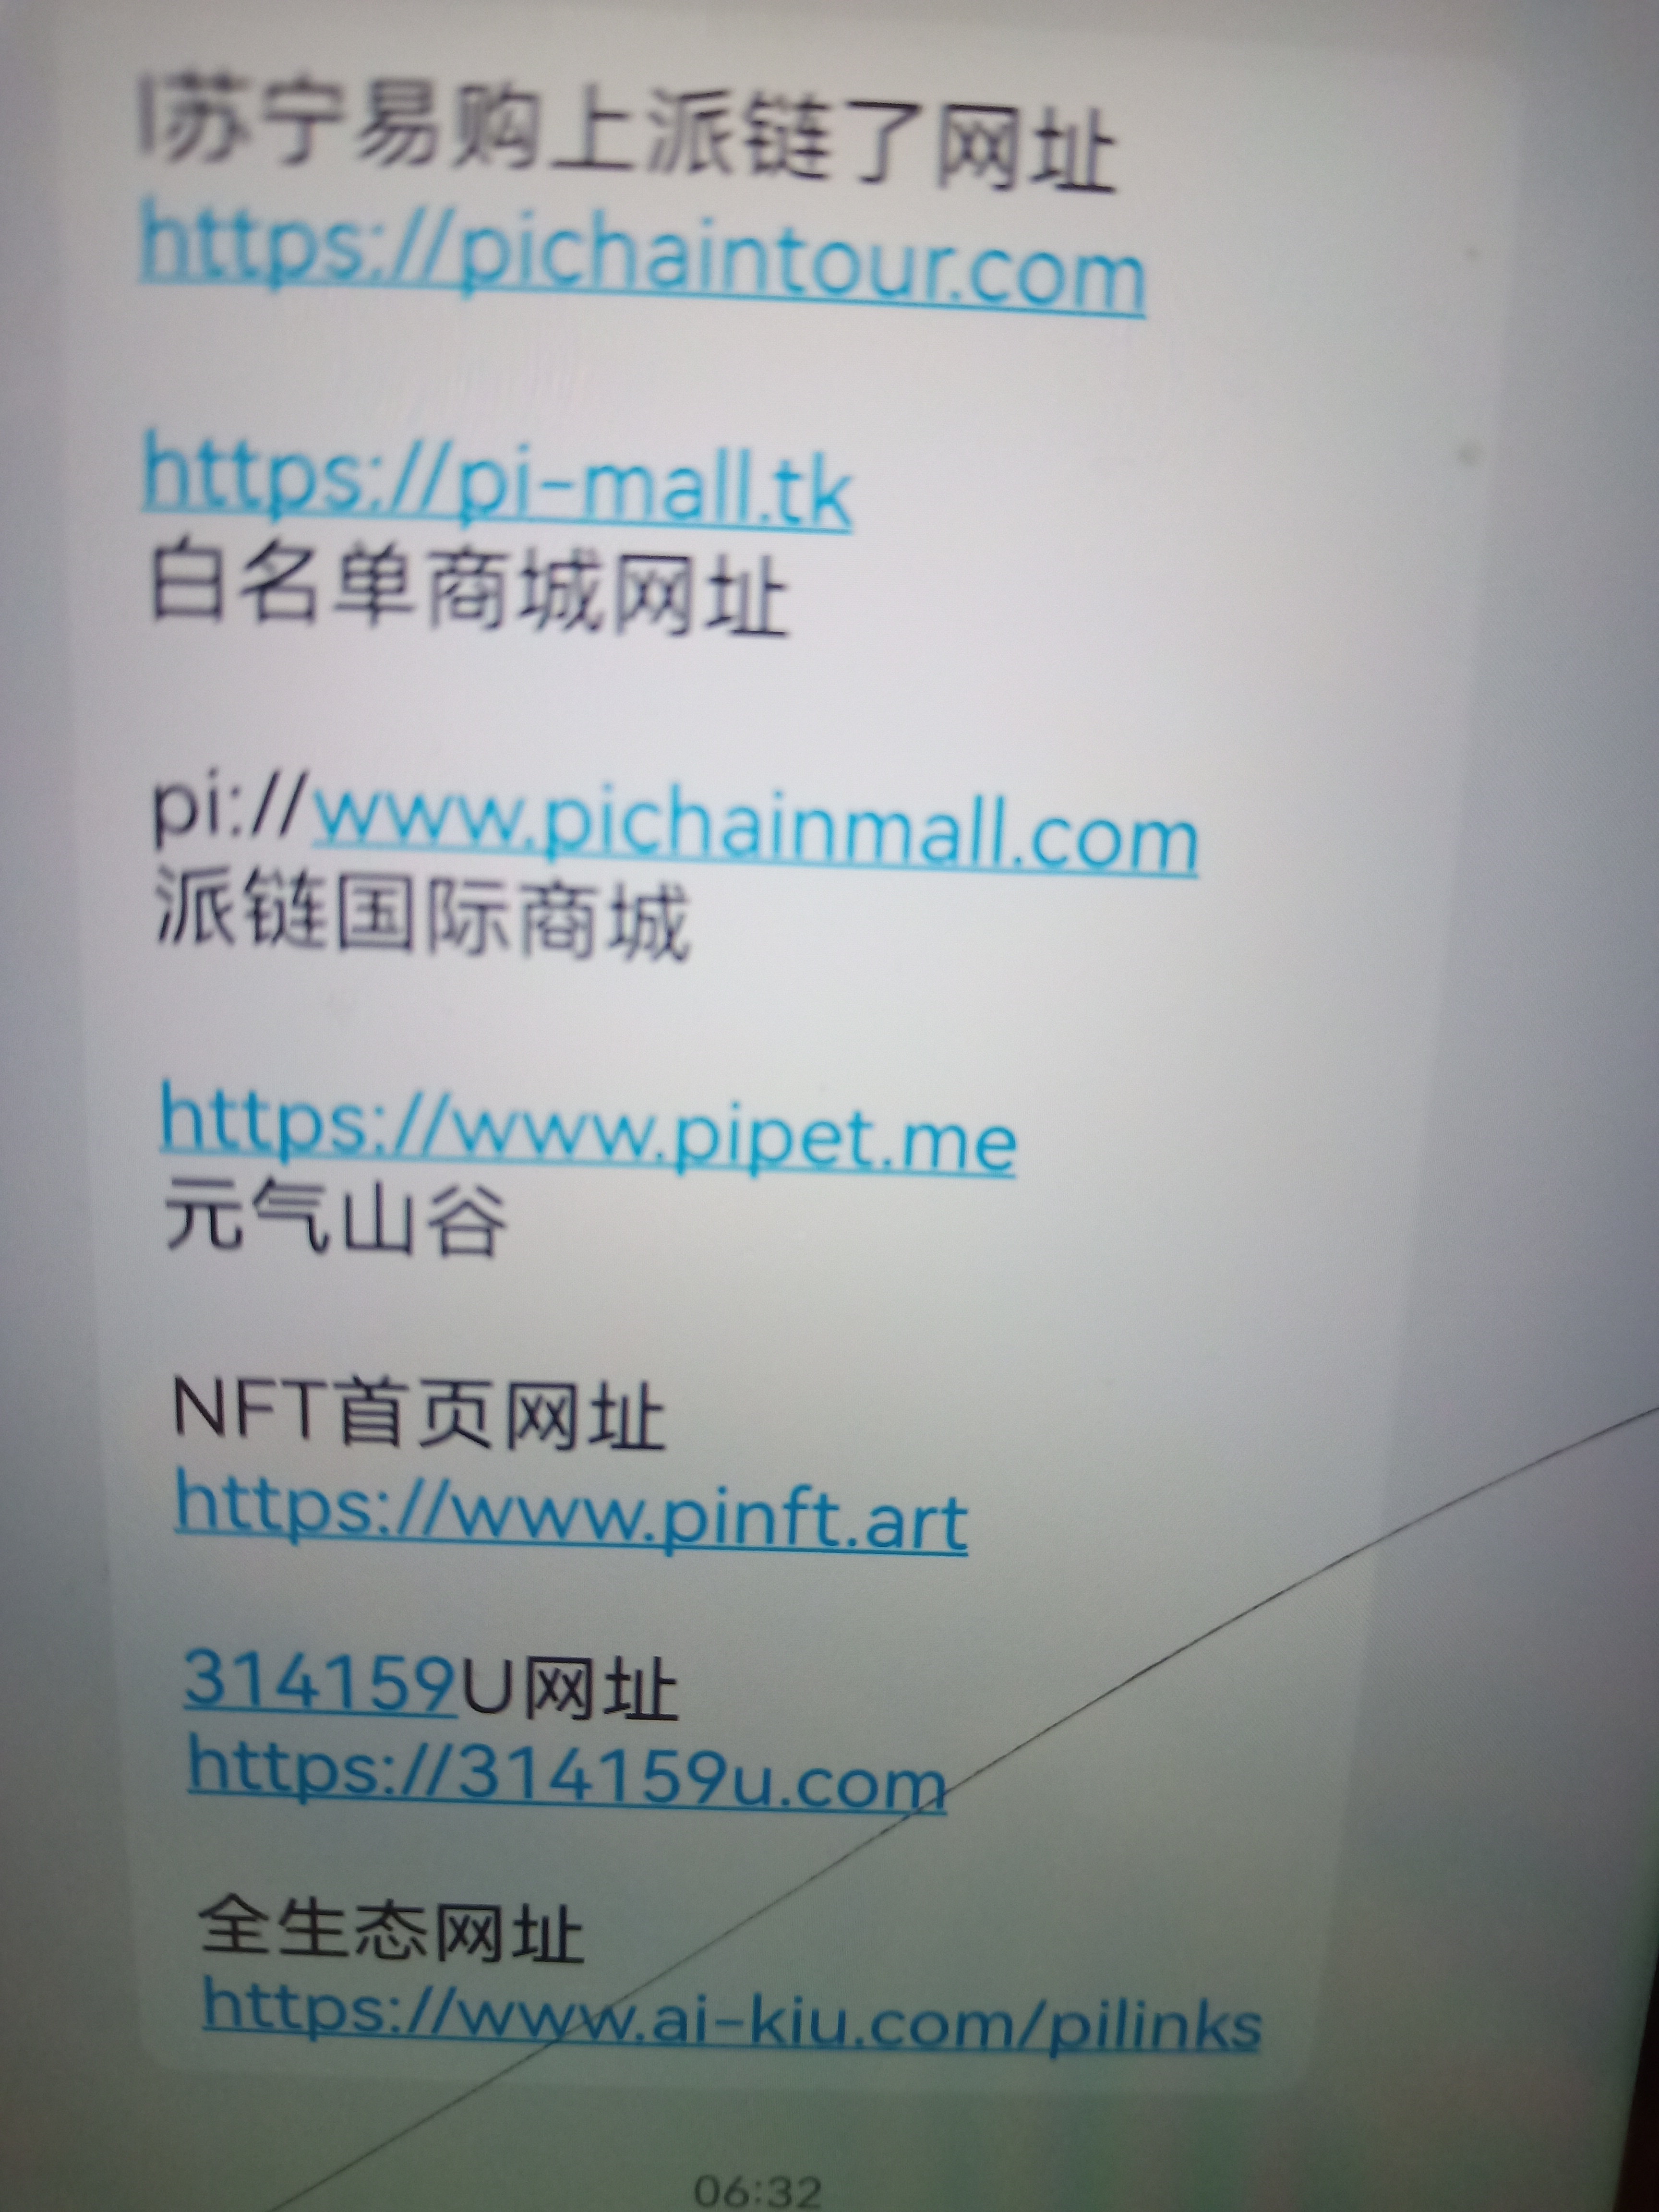 苏宁易购上派链了网址
https://pichaintour.com
https://pi-mall.tk
白名单商城网址
pi://www.pichainmall.com
派链国际商城
https://www.pipet.me
元气山谷
NFT首页网址
https://www.pinft.art
314159U网址
https://314159u.com
全生态网址
https://www.ai-kiu.com/pilinks
06:32